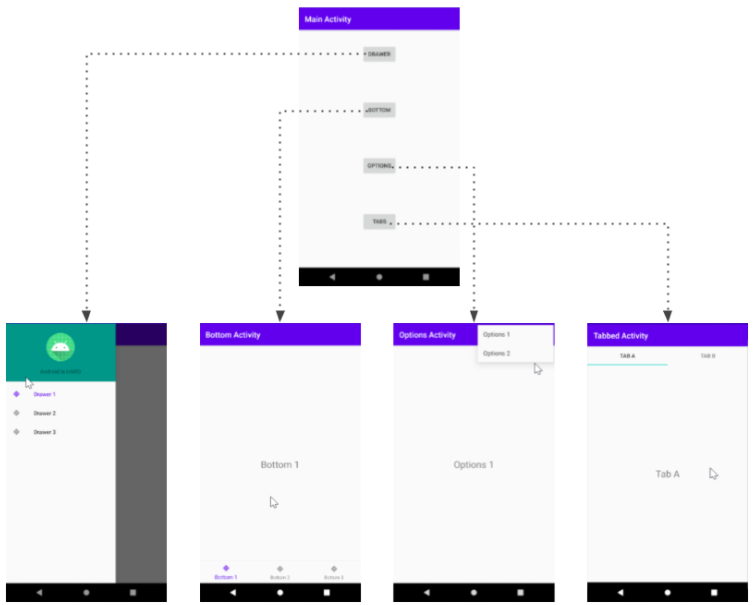 Main Activity
DRAWER
BOTTOM
OPTIONS
TABS
Drawer 1
Drawer 2
Drawer 3
Bottom Activity
Bottom 1
Bottom 1
Bottom 2
Bottom 3
Options Activity
Options 1
Options 2
Options 1
Tabbed Activity
TAB A
TAB B
Tab A